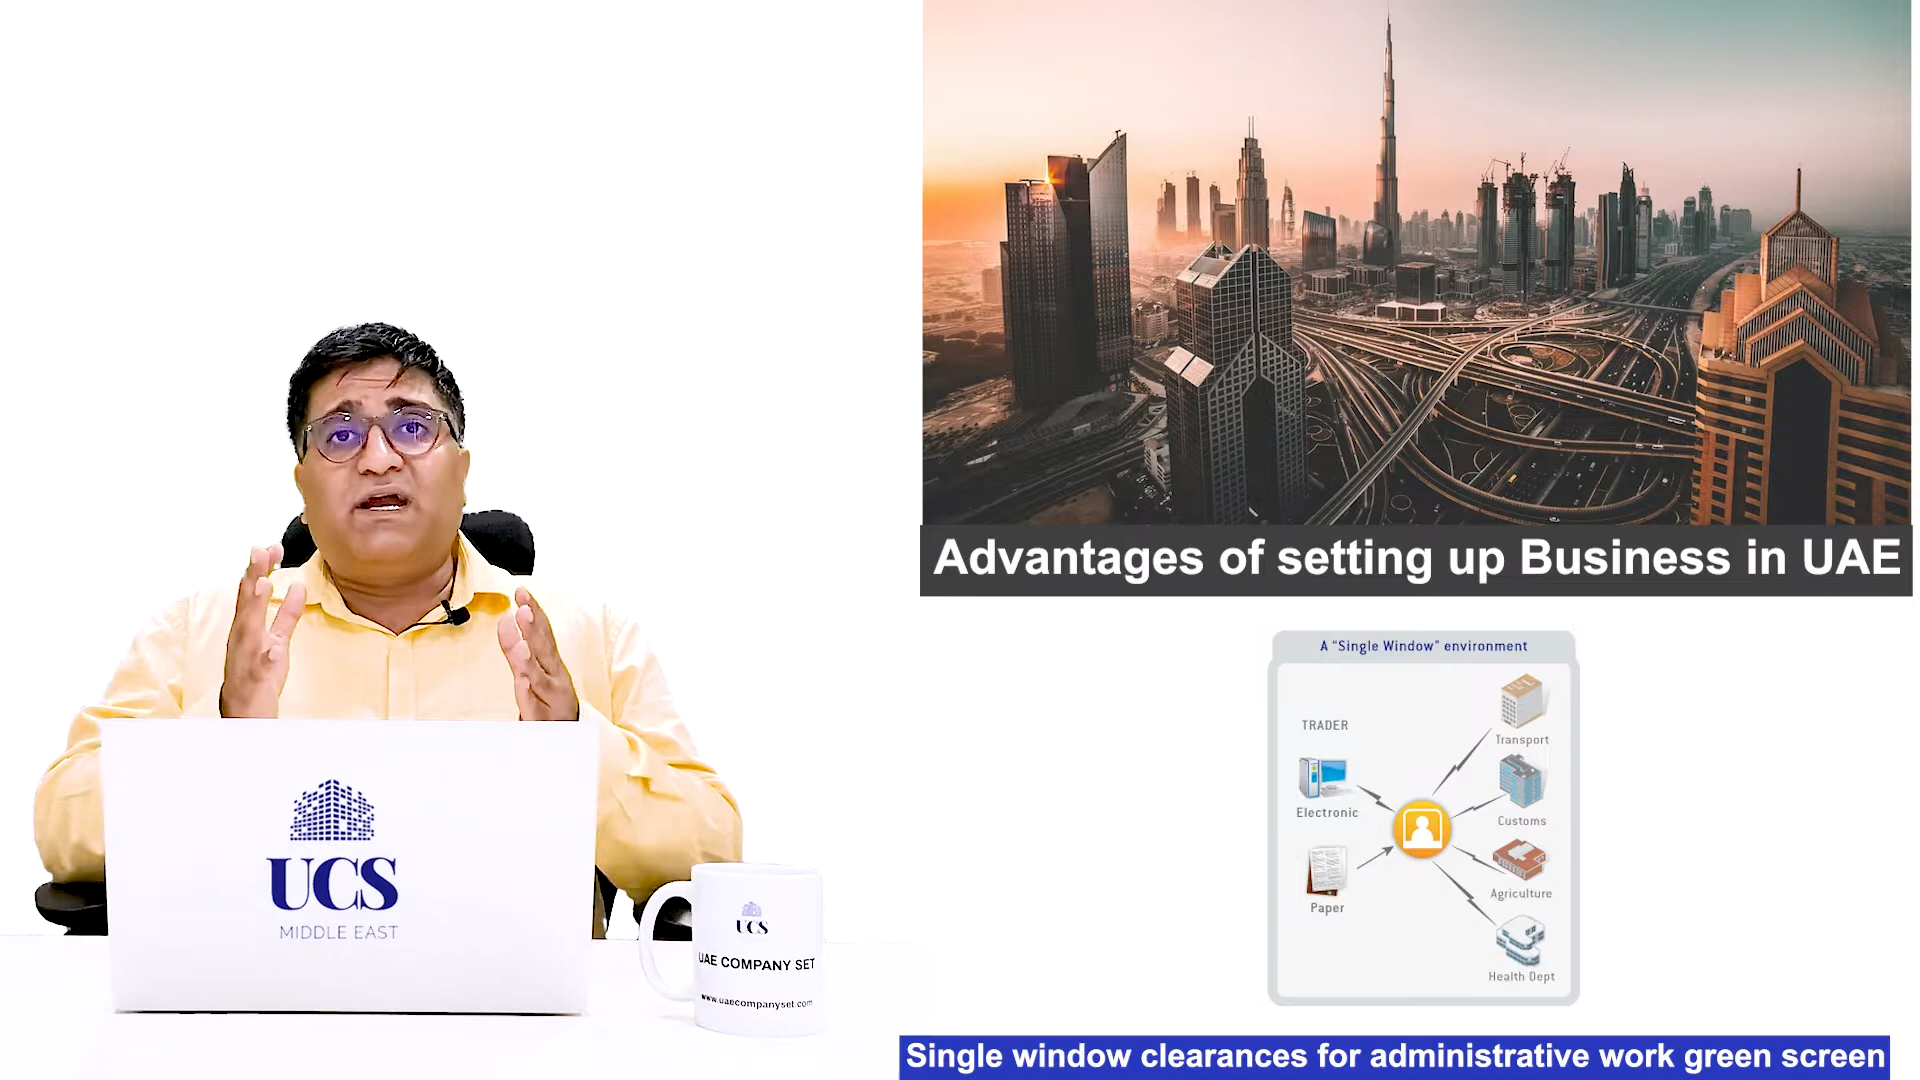 Advantages of setting up Business in UAE
A "Single Window" environment
TRADER
Transport
Electronic
Customs
Agriculture
Paper
Health Dept
Single window clearances for administrative work green screen
UCS
MIDDLE EAST
UCS
UAE COMPANY SET
www.uaecompanyset.com